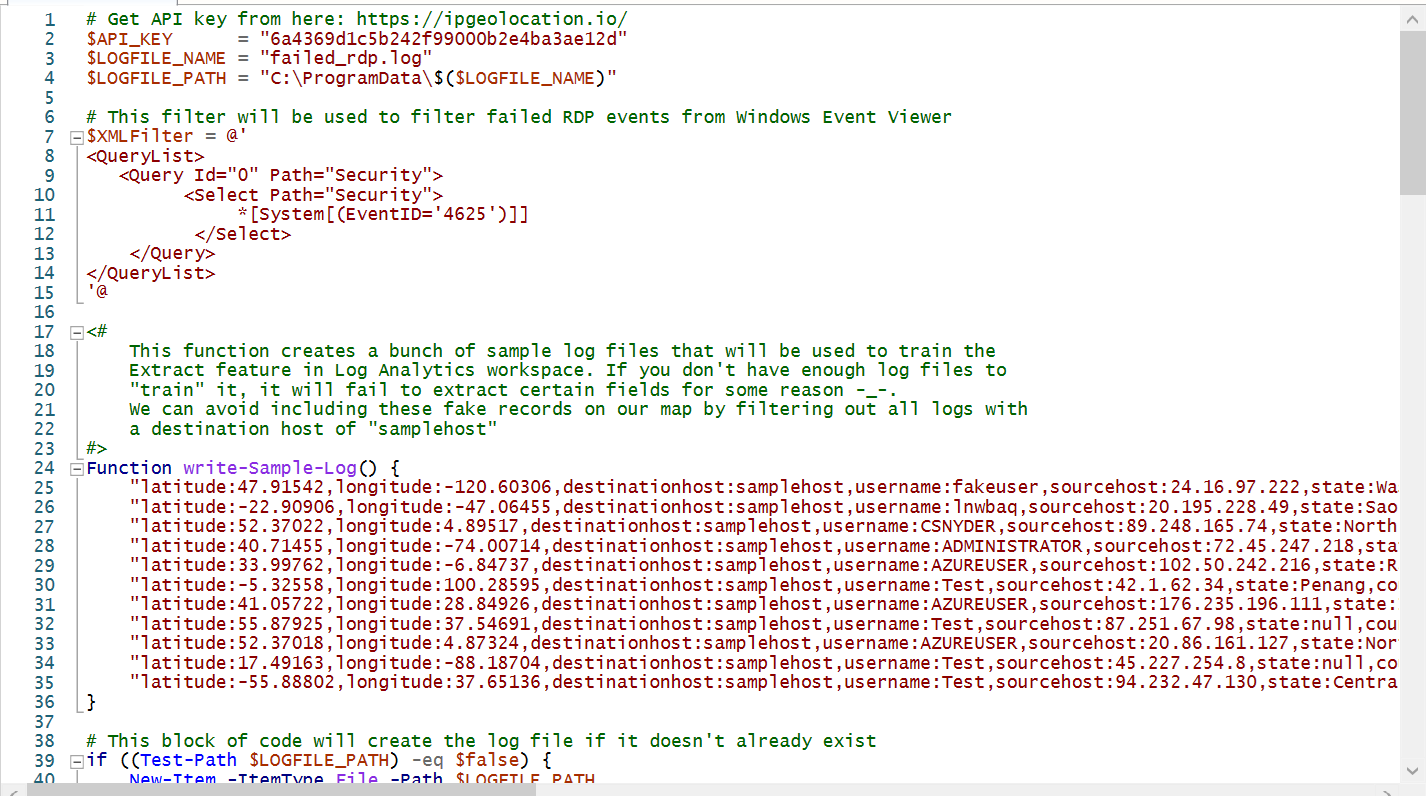 1 # Get API key from here: https://ipgeolocation.io/
2 $API_KEY       = "6a4369d1c5b242f99000b2e4ba3ae12d"
3 $LOGFILE_NAME = "failed_rdp.log"
4 $LOGFILE_PATH = "C:\ProgramData\$($LOGFILE_NAME)"
5
6 # This filter will be used to filter failed RDP events from Windows Event Viewer
7 $XMLFilter = @'
8 <QueryList>
9    <Query Id="0" Path="Security">
10          <Select Path="Security">
11               *[System[(EventID='4625')]]
12           </Select>
13     </Query>
14 </QueryList>
15 '@
16
17 <#
18     This function creates a bunch of sample log files that will be used to train the
19     Extract feature in Log Analytics workspace. If you don't have enough log files to
20     "train" it, it will fail to extract certain fields for some reason -_-.
21     We can avoid including these fake records on our map by filtering out all logs with
22     a destination host of "samplehost"
23 #>
24 Function write-Sample-Log() {
25     "latitude:47.91542,longitude:-120.60306,destinationhost:samplehost,username:fakeuser,sourcehost:24.16.97.222,state:Wa
26     "latitude:-22.90906,longitude:-47.06455,destinationhost:samplehost,username:lnwbaq,sourcehost:20.195.228.49,state:Sao
27     "latitude:52.37022,longitude:4.89517,destinationhost:samplehost,username:CSNYDER,sourcehost:89.248.165.74,state:North
28     "latitude:40.71455,longitude:-74.00714,destinationhost:samplehost,username:ADMINISTRATOR,sourcehost:72.45.247.218,sta
29     "latitude:33.99762,longitude:-6.84737,destinationhost:samplehost,username:AZUREUSER,sourcehost:102.50.242.216,state:R
30     "latitude:-5.32558,longitude:100.28595,destinationhost:samplehost,username:Test,sourcehost:42.1.62.34,state:Penang,co
31     "latitude:41.05722,longitude:28.84926,destinationhost:samplehost,username:AZUREUSER,sourcehost:176.235.196.111,state:
32     "latitude:55.87925,longitude:37.54691,destinationhost:samplehost,username:Test,sourcehost:87.251.67.98,state:null,cou
33     "latitude:52.37018,longitude:4.87324,destinationhost:samplehost,username:AZUREUSER,sourcehost:20.86.161.127,state:Nor
34     "latitude:17.49163,longitude:-88.18704,destinationhost:samplehost,username:Test,sourcehost:45.227.254.8,state:null,co
35     "latitude:-55.88802,longitude:37.65136,destinationhost:samplehost,username:Test,sourcehost:94.232.47.130,state:Centra
36 }
37
38 # This block of code will create the log file if it doesn't already exist
39 if ((Test-Path $LOGFILE_PATH) -eq $false) {
40     New-Item -ItemType File -Path $LOGFILE_PATH